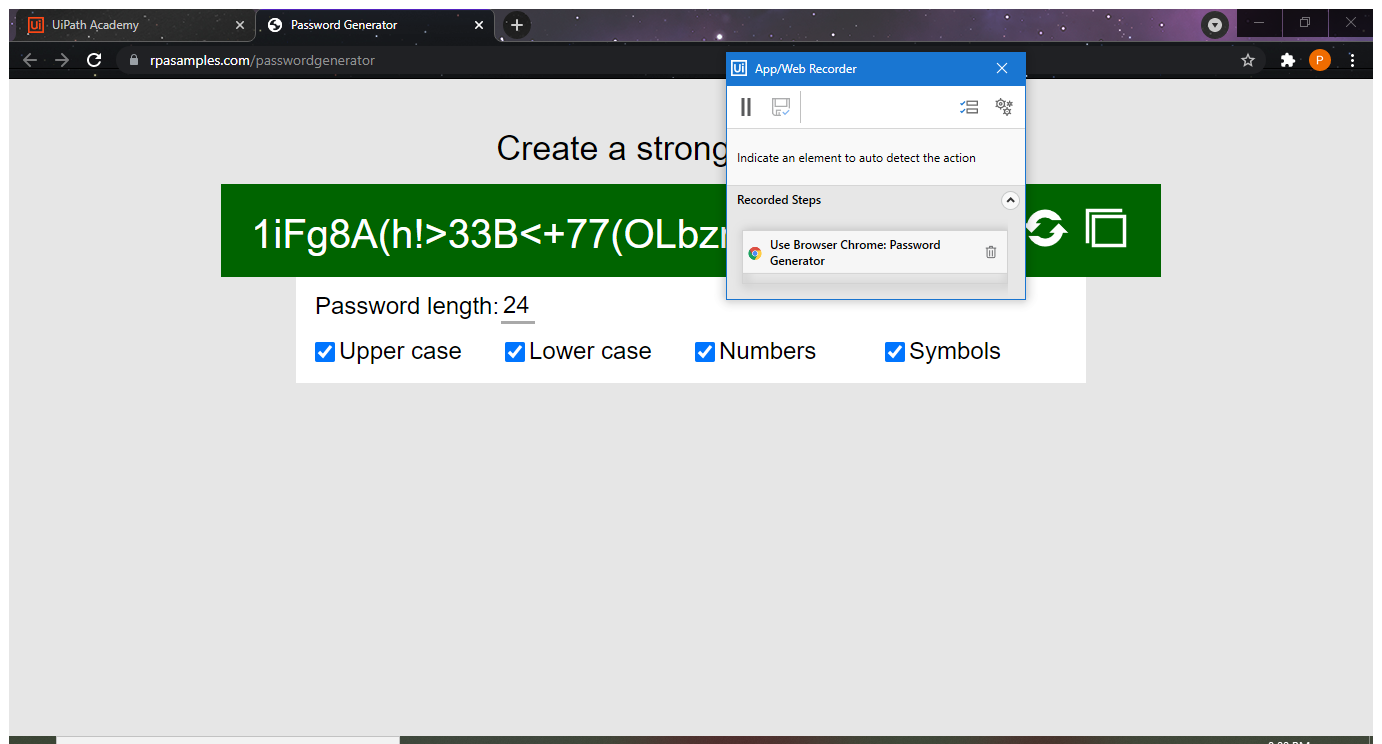 Ui UiPath Academy
Password Generator
rpasamples.com/passwordgenerator
P
Ui App/Web Recorder
Indicate an element to auto detect the action
Recorded Steps
Use Browser Chrome: Password
Generator
Create a strong
1iFg8A(h!>33B<+77(OLbz
Password length: 24
Upper case
Lower case
Numbers
Symbols